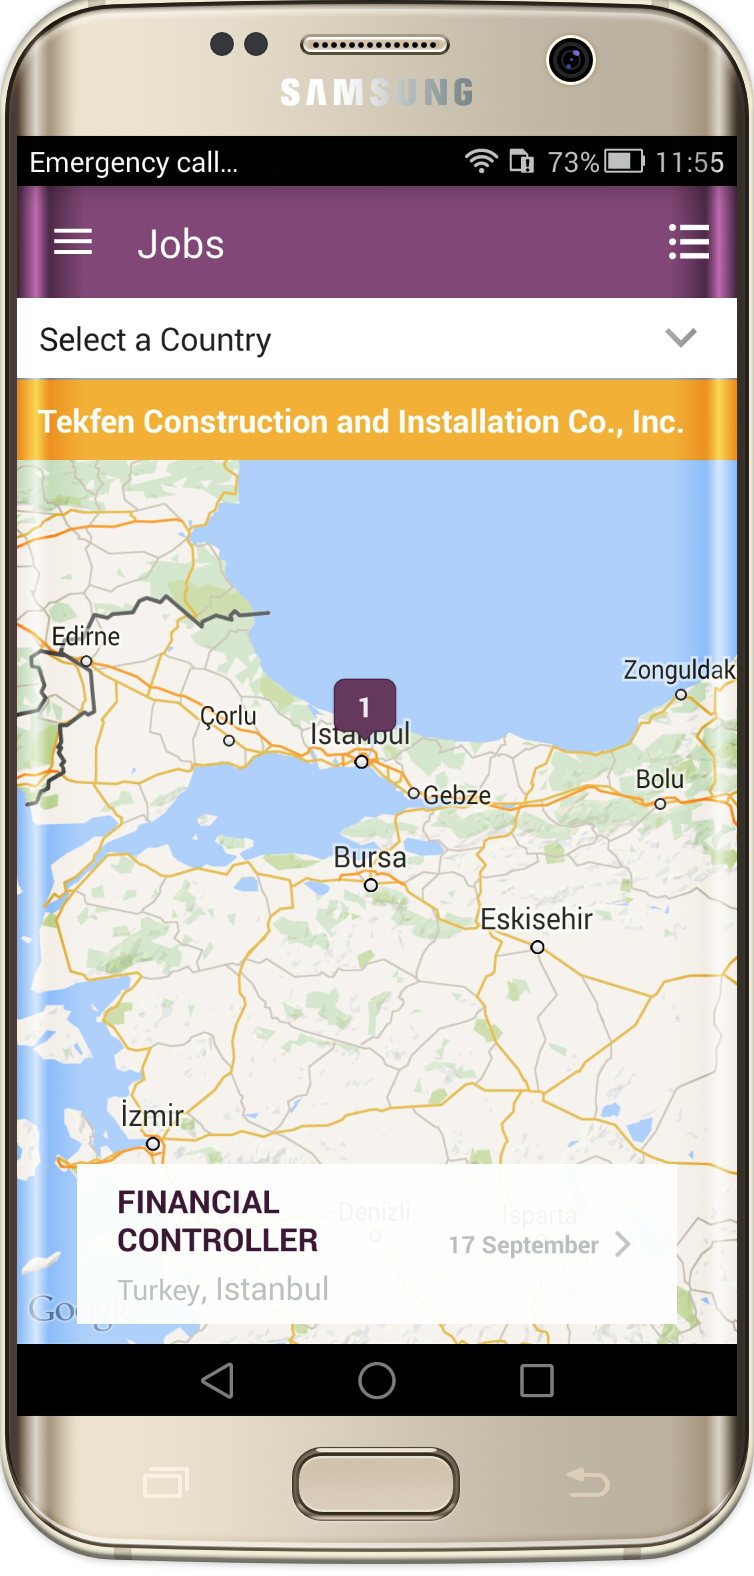 SAMSUNG
Emergency call... 73% 11:55
Jobs
Select a Country
Tekfen Construction and Installation Co., Inc.
Edirne
Zonguldak
1
Çorlu
Istanbul
Bolu
Gebze
Bursa
Eskisehir
İzmir
FINANCIAL
CONTROLLER
Denizli
Isparta
17 September
Turkey, Istanbul
Google